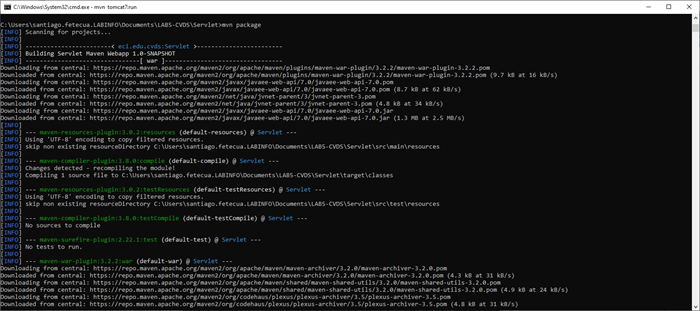 C:\Windows\System32\cmd.exe - mvn tomcat7:run
C:\Users\santiago.fetecua.LABINFO\Documents\LAB5-CVDS\Servlet>mvn package
[INFO] Scanning for projects...
[INFO]
[INFO] -----------------------< eci.edu.cvds:Servlet >-----------------------
[INFO] Building Servlet Maven Webapp 1.0-SNAPSHOT
[INFO] --------------------------------[ war ]---------------------------------
Downloading from central: https://repo.maven.apache.org/maven2/org/apache/maven/plugins/maven-war-plugin/3.2.2/maven-war-plugin-3.2.2.pom
Downloaded from central: https://repo.maven.apache.org/maven2/org/apache/maven/plugins/maven-war-plugin/3.2.2/maven-war-plugin-3.2.2.pom (9.7 kB at 16 kB/s)
Downloading from central: https://repo.maven.apache.org/maven2/javax/javaee-web-api/7.0/javaee-web-api-7.0.pom
Downloaded from central: https://repo.maven.apache.org/maven2/javax/javaee-web-api/7.0/javaee-web-api-7.0.pom (8.7 kB at 62 kB/s)
Downloading from central: https://repo.maven.apache.org/maven2/net/java/jvnet-parent/3/jvnet-parent-3.pom
Downloaded from central: https://repo.maven.apache.org/maven2/net/java/jvnet-parent/3/jvnet-parent-3.pom (4.8 kB at 34 kB/s)
Downloading from central: https://repo.maven.apache.org/maven2/javax/javaee-web-api/7.0/javaee-web-api-7.0.jar
Downloaded from central: https://repo.maven.apache.org/maven2/javax/javaee-web-api/7.0/javaee-web-api-7.0.jar (1.3 MB at 2.5 MB/s)
[INFO]
[INFO] --- maven-resources-plugin:3.0.2:resources (default-resources) @ Servlet ---
[INFO] Using 'UTF-8' encoding to copy filtered resources.
[INFO] skip non existing resourceDirectory C:\Users\santiago.fetecua.LABINFO\Documents\LAB5-CVDS\Servlet\src\main\resources
[INFO]
[INFO] --- maven-compiler-plugin:3.8.0:compile (default-compile) @ Servlet ---
[INFO] Changes detected - recompiling the module!
[INFO] Compiling 1 source file to C:\Users\santiago.fetecua.LABINFO\Documents\LAB5-CVDS\Servlet\target\classes
[INFO]
[INFO] --- maven-resources-plugin:3.0.2:testResources (default-testResources) @ Servlet ---
[INFO] Using 'UTF-8' encoding to copy filtered resources.
[INFO] skip non existing resourceDirectory C:\Users\santiago.fetecua.LABINFO\Documents\LAB5-CVDS\Servlet\src\test\resources
[INFO]
[INFO] --- maven-compiler-plugin:3.8.0:testCompile (default-testCompile) @ Servlet ---
[INFO] No sources to compile
[INFO]
[INFO] --- maven-surefire-plugin:2.22.1:test (default-test) @ Servlet ---
[INFO] No tests to run.
[INFO]
[INFO] --- maven-war-plugin:3.2.2:war (default-war) @ Servlet ---
Downloading from central: https://repo.maven.apache.org/maven2/org/apache/maven/maven-archiver/3.2.0/maven-archiver-3.2.0.pom
Downloaded from central: https://repo.maven.apache.org/maven2/org/apache/maven/maven-archiver/3.2.0/maven-archiver-3.2.0.pom (4.3 kB at 31 kB/s)
Downloading from central: https://repo.maven.apache.org/maven2/org/apache/maven/shared/maven-shared-utils/3.2.0/maven-shared-utils-3.2.0.pom
Downloaded from central: https://repo.maven.apache.org/maven2/org/apache/maven/shared/maven-shared-utils/3.2.0/maven-shared-utils-3.2.0.pom (4.9 kB at 24 kB/s)
Downloading from central: https://repo.maven.apache.org/maven2/org/codehaus/plexus/plexus-archiver/3.5/plexus-archiver-3.5.pom
Downloaded from central: https://repo.maven.apache.org/maven2/org/codehaus/plexus/plexus-archiver/3.5/plexus-archiver-3.5.pom (4.8 kB at 31 kB/s)